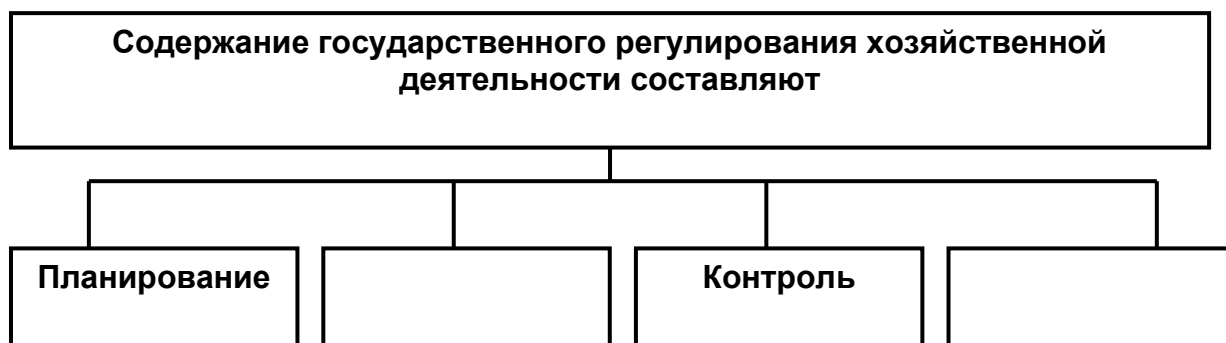 Содержание государственного регулирования хозяйственной
деятельности составляют
Планирование
Контроль